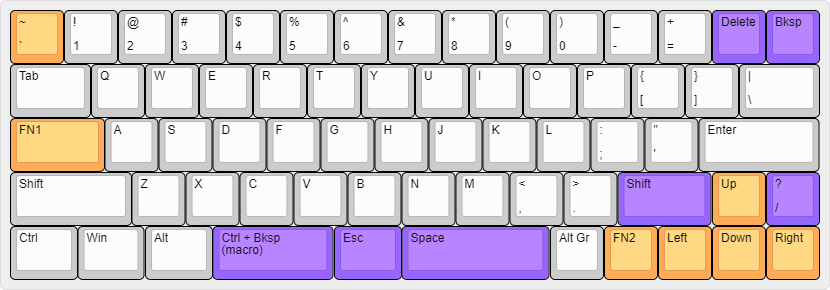 ~ ! @ # $ % ^ & * ( ) _ + Delete Bksp
` 1 2 3 4 5 6 7 8 9 0 - =
Tab Q W E R T Y U I O P { } |
[ ] \
FN1 A S D F G H J K L : " Enter
; '
Shift Z X C V B N M < > Shift Up ?
, . /
Ctrl Win Alt Ctrl + Bksp Esc Space Alt Gr FN2 Left Down Right
(macro)